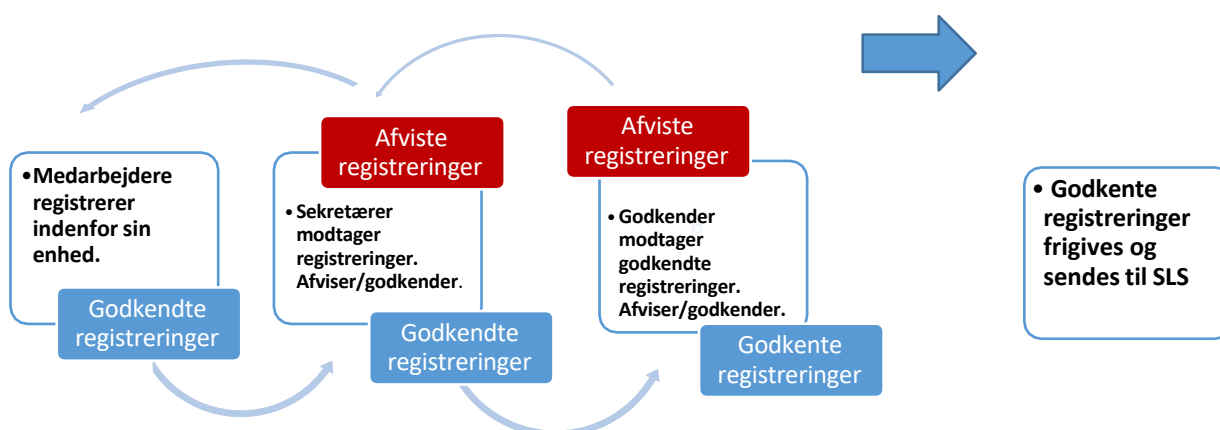 •Medarbejdere
registrerer
indenfor sin
enhed.
Godkendte
registreringer
Afviste
registreringer
• Sekretærer
modtager
registreringer.
Afviser/godkender.
Godkendte
registreringer
Afviste
registreringer
• Godkender
modtager
godkendte
registreringer.
Afviser/godkender.
Godkente
registreringer
• Godkente
registreringer
frigives og
sendes til SLS